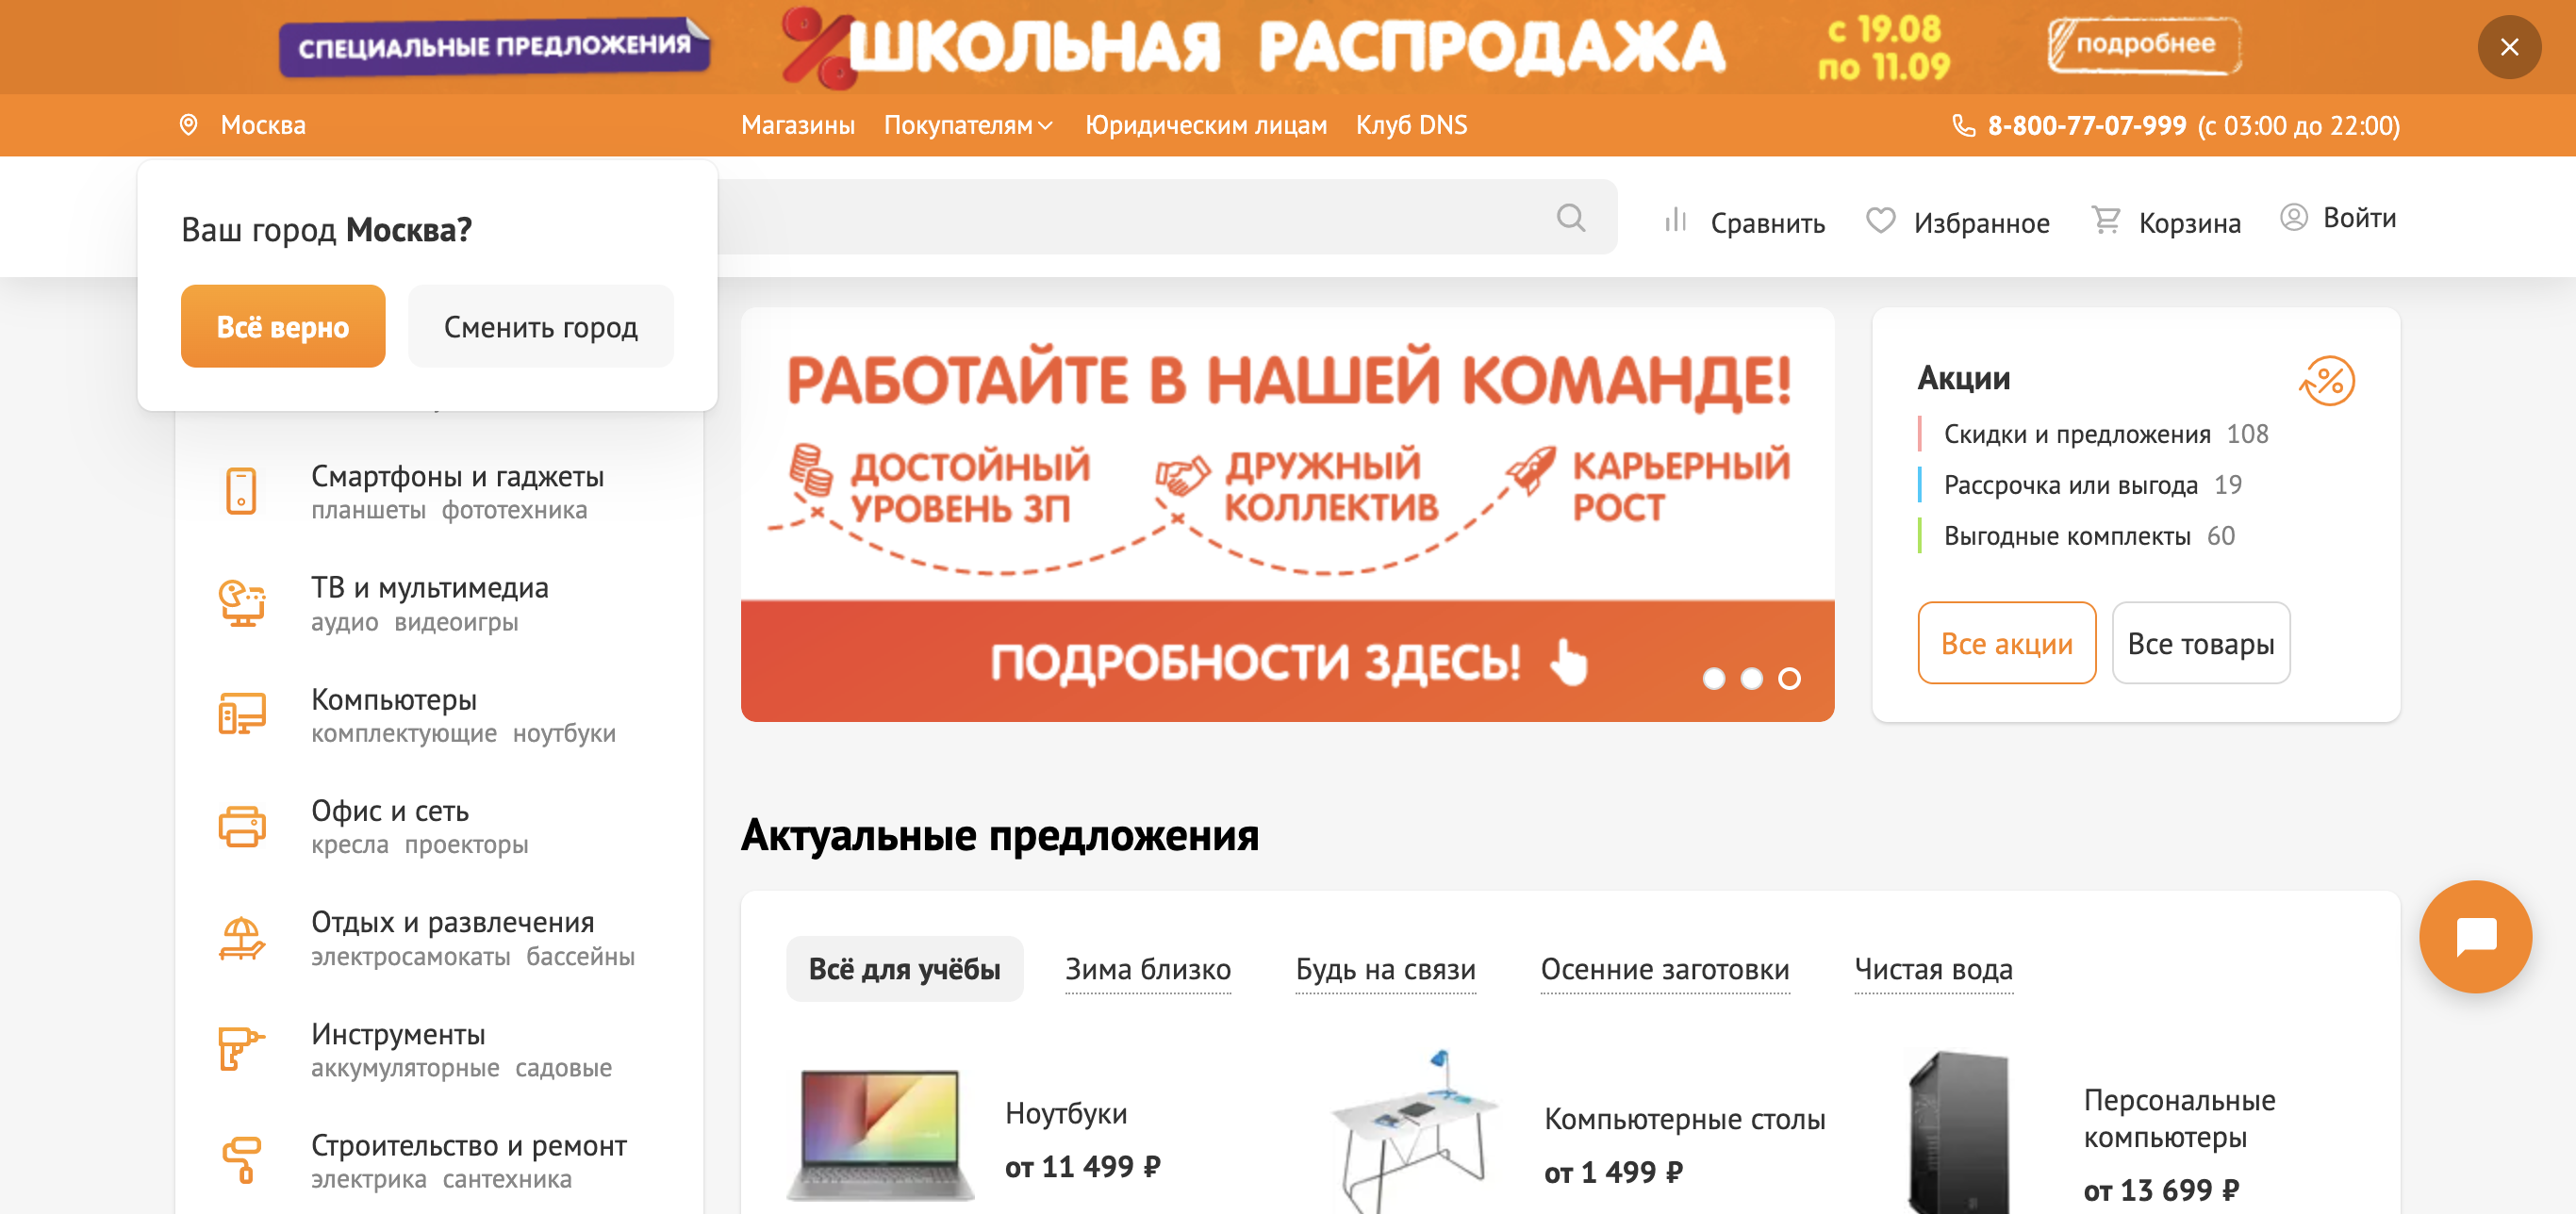 СПЕЦИАЛЬНЫЕ ПРЕДЛОЖЕНИЯ
% ШКОЛЬНАЯ РАСПРОДАЖА
с 19.08
по 11.09
подробнее
Москва
Магазины
Покупателям
Юридическим лицам
Клуб DNS
8-800-77-07-999 (с 03:00 до 22:00)
Ваш город Москва?
Всё верно
Сменить город
Сравнить
Избранное
Корзина
Войти
Смартфоны и гаджеты
планшеты фототехника
ТВ и мультимедиа
аудио видеоигры
Компьютеры
комплектующие ноутбуки
Офис и сеть
кресла проекторы
Отдых и развлечения
электросамокаты бассейны
Инструменты
аккумуляторные садовые
Строительство и ремонт
электрика сантехника
РАБОТАЙТЕ В НАШЕЙ КОМАНДЕ!
ДОСТОЙНЫЙ
УРОВЕНЬ ЗП
ДРУЖНЫЙ
КОЛЛЕКТИВ
КАРЬЕРНЫЙ
РОСТ
ПОДРОБНОСТИ ЗДЕСЬ!
Акции
Скидки и предложения 108
Рассрочка или выгода 19
Выгодные комплекты 60
Все акции
Все товары
Актуальные предложения
Всё для учёбы
Зима близко
Будь на связи
Осенние заготовки
Чистая вода
Ноутбуки
от 11 499 ₽
Компьютерные столы
от 1 499 ₽
Персональные
компьютеры
от 13 699 ₽